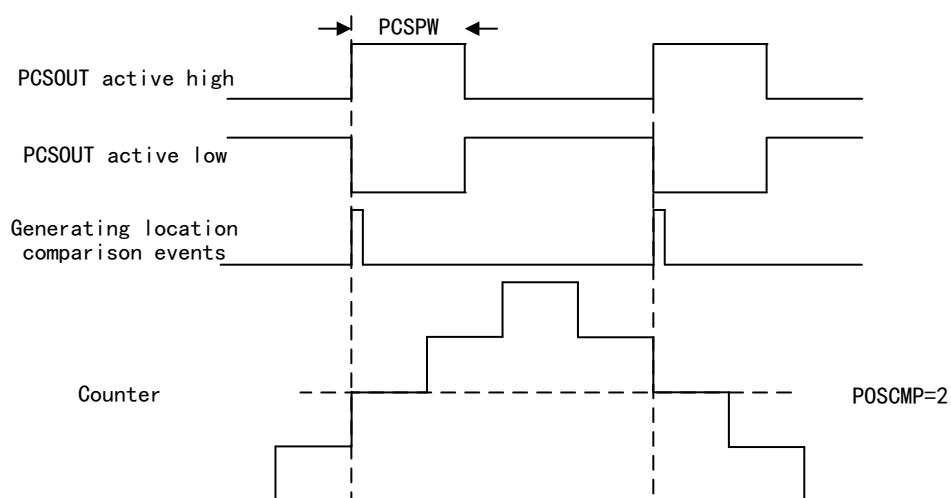 PCSPW
PCSOUT active high
PCSOUT active low
Generating location
comparison events
Counter
POSCMP=2